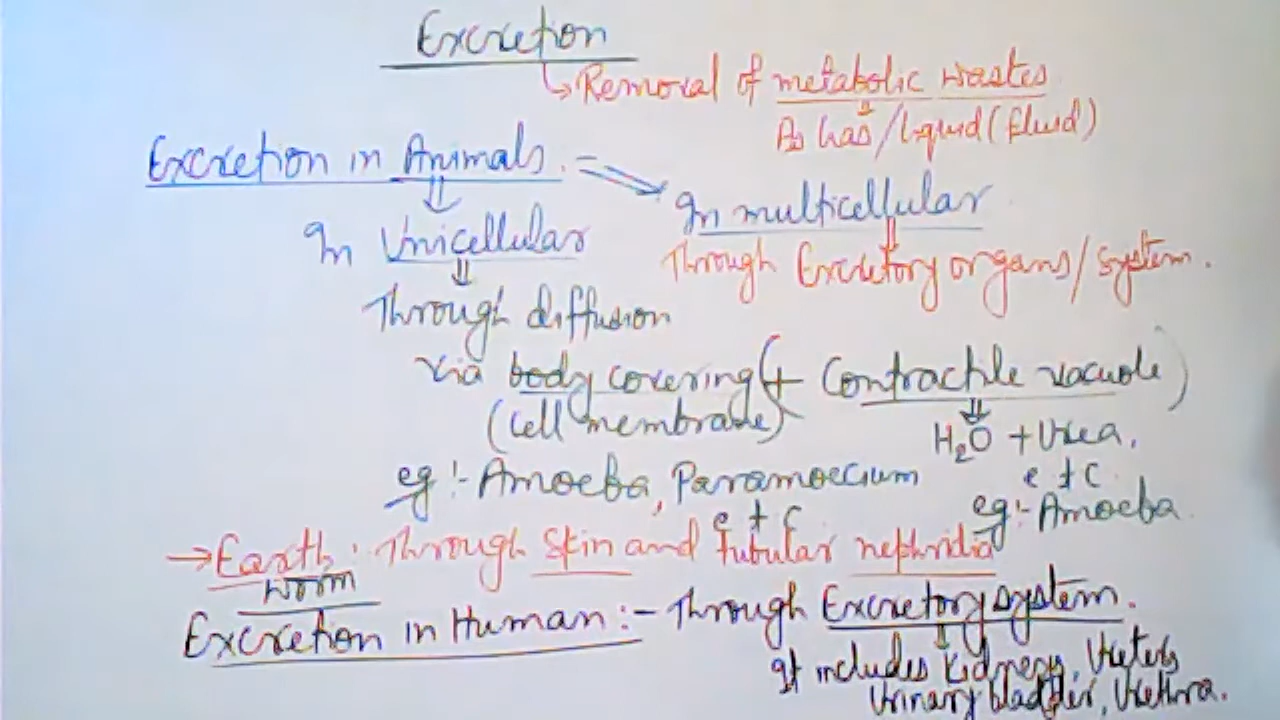 Excretion
↳ Removal of metabolic wastes
As Gas/liquid (fluid)
Excretion in Animals. =
In Unicellular
In multicellular
Through Excretory organs/system.
Through diffusion
via body covering (+ Contractile vacuole)
(cell membrane)
H₂O + Urea,
etc
eg:- Amoeba, Paramoecium
etc
eg:- Amoeba
→ Earth worm : Through Skin and tubular nephridia
Excretion in Human :- Through Excretory system.
It includes kidneys, Ureters
Urinary bladder, Urethra.